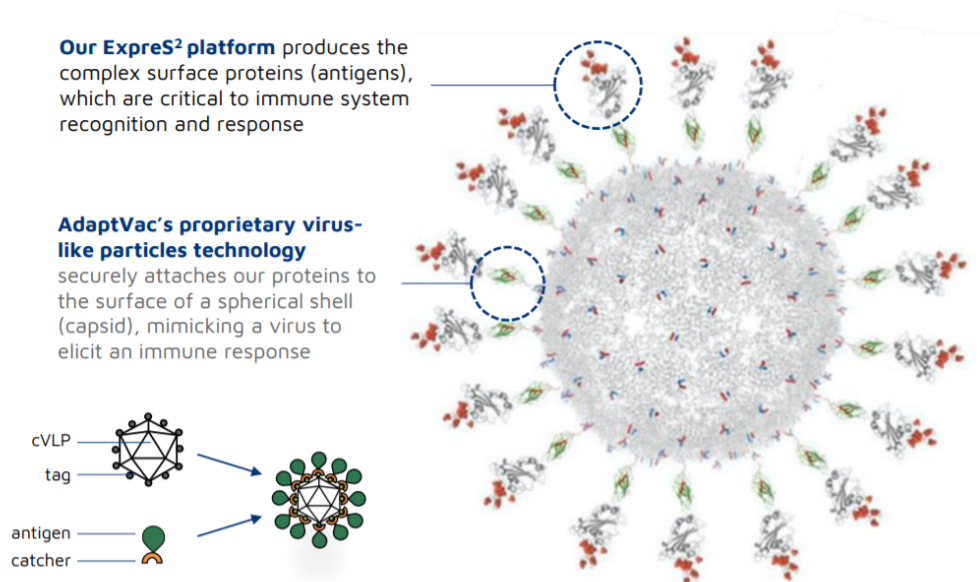 Our ExpreS² platform produces the
complex surface proteins (antigens),
which are critical to immune system
recognition and response
AdaptVac’s proprietary virus-
like particles technology
securely attaches our proteins to
the surface of a spherical shell
(capsid), mimicking a virus to
elicit an immune response
cVLP
tag
antigen
catcher